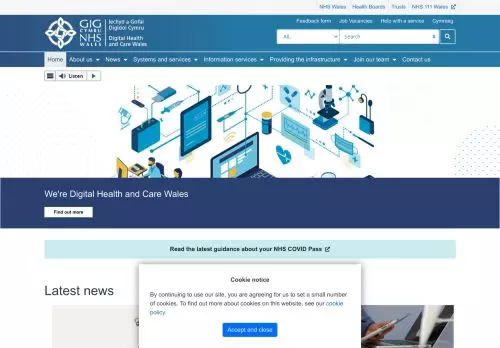 NHS Wales Health Boards Trusts NHS 111 Wales
GIG
CYMRU
NHS
WALES
Iechyd a Gofal
Digidol Cymru
Digital Health
and Care Wales
Feedback form Job Vacancies Help with a service Cymraeg
All. Search
Home About us News Systems and services Information services Providing the infrastructure Join our team Contact us
Listen
We're Digital Health and Care Wales
Find out more
Read the latest guidance about your NHS COVID Pass
Latest news
Cookie notice
By continuing to use our site, you are agreeing for us to set a small
number of cookies. To find out more about cookies on this website, see our cookie
policy.
Accept and close